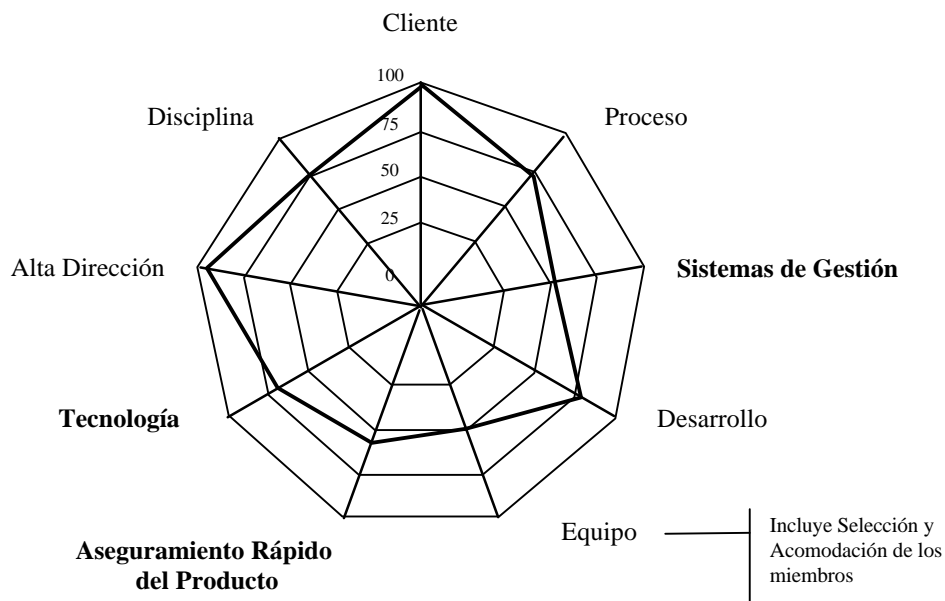 Cliente
100
Disciplina
75
Proceso
50
25
Alta Dirección
0
Sistemas de Gestión
Tecnología
Desarrollo
Equipo
Incluye Selección y
Acomodación de los
miembros
Aseguramiento Rápido
del Producto